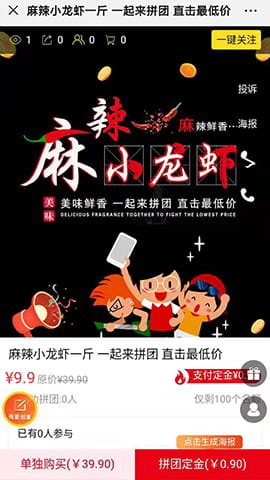 麻辣小龙虾一斤 一起来拼团 直击最低价
1 0 0 0
一键关注
投诉
麻辣鲜香
海报
麻辣小龙虾
美味
美味鲜香 一起来拼团 直击最低价
DELICIOUS FRAGRANCE TOGETHER TO FIGHT THE LOWEST PRICE
麻辣小龙虾一斤 一起来拼团 直击最低价
¥9.9 原价¥39.90
支付定金¥0.
拼团:0人
仅剩100个名
我要创建
已有0人参与
点击生成海报
单独购买(¥39.90)
拼团定金(¥0.90)